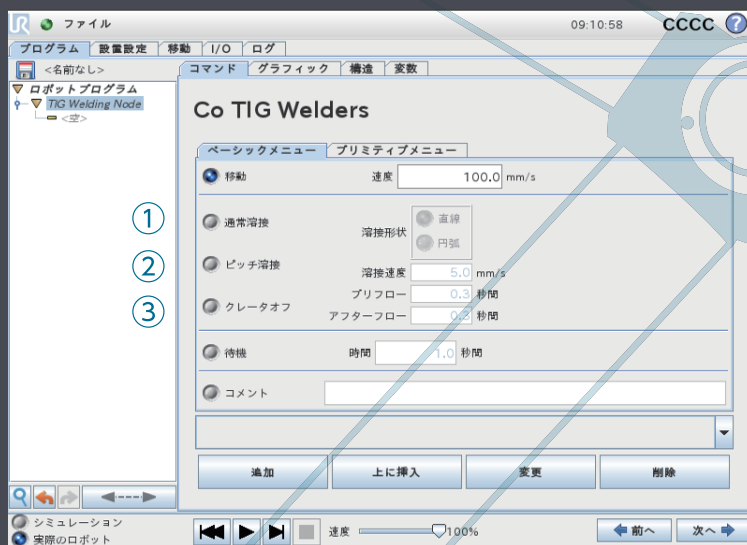 UR ファイル 09:10:58 CCCC ?
プログラム 設置設定 移動 I/O ログ
<名前なし>
コマンド グラフィック 構造 変数
ロボットプログラム
TIG Welding Node
<空>
Co TIG Welders
ベーシックメニュー プリミティブメニュー
移動 速度 100.0 mm/s
① 通常溶接 溶接形状 直線
円弧
② ピッチ溶接 溶接速度 5.0 mm/s
プリフロー 0.3 秒間
③ クレータオフ アフターフロー 0.3 秒間
待機 時間 1.0 秒間
コメント
追加 上に挿入 変更 削除
シミュレーション
実際のロボット
速度 100% 前へ 次へ